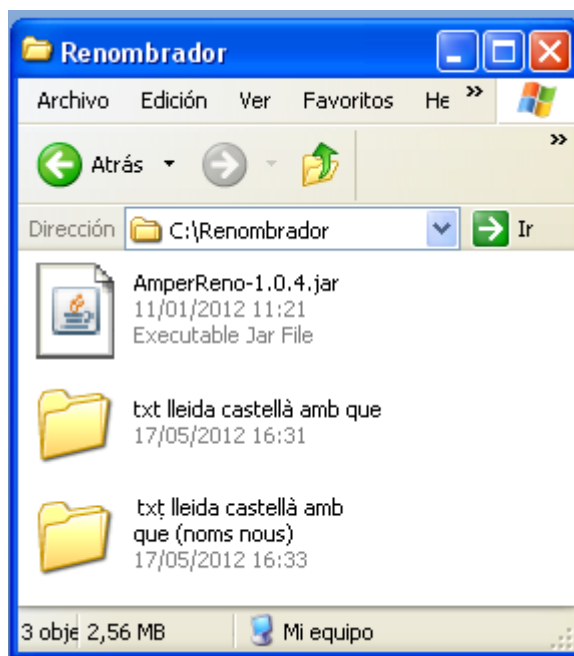 Renombrador
Archivo Edición Ver Favoritos He »
Atrás »
Dirección C:\Renombrador Ir
AmperReno-1.0.4.jar
11/01/2012 11:21
Executable Jar File
txt lleida castellà amb que
17/05/2012 16:31
txt lleida castellà amb
que (noms nous)
17/05/2012 16:33
3 obje 2,56 MB Mi equipo